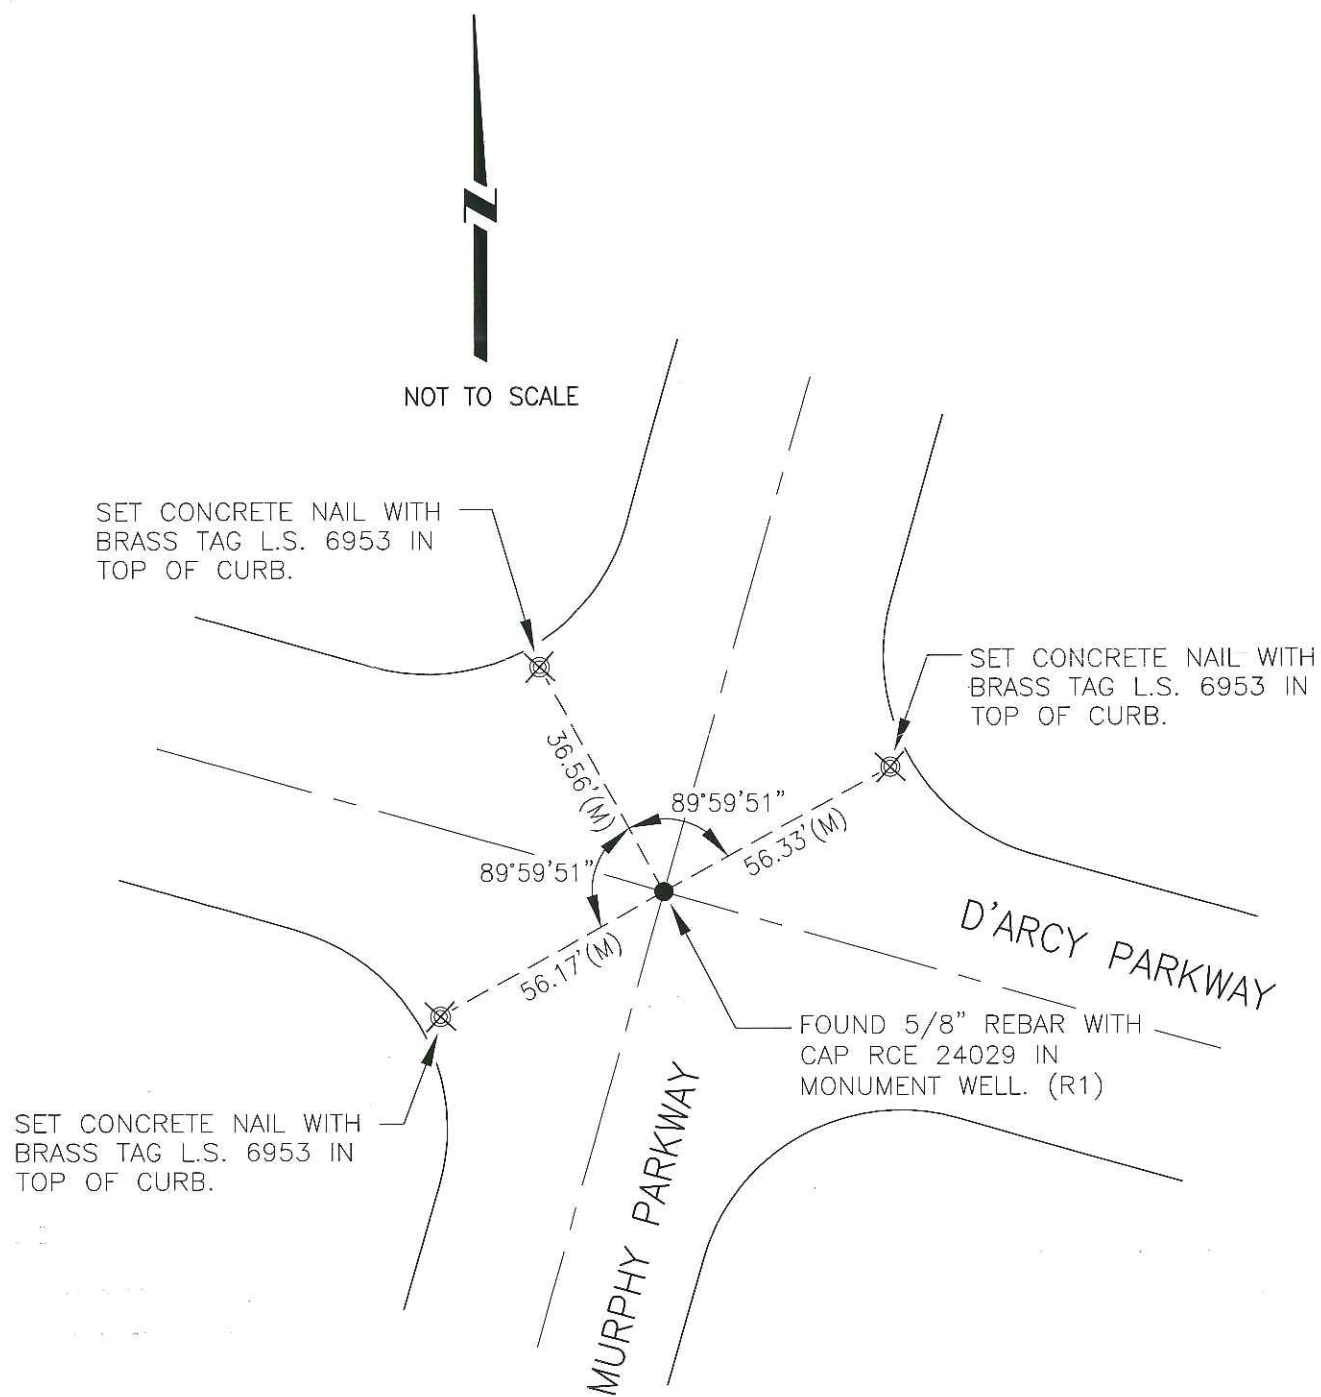 N
NOT TO SCALE
SET CONCRETE NAIL WITH
BRASS TAG L.S. 6953 IN
TOP OF CURB.
SET CONCRETE NAIL WITH
BRASS TAG L.S. 6953 IN
TOP OF CURB.
36.56'(M)
89°59'51"
56.33'(M)
89°59'51"
56.17'(M)
D'ARCY PARKWAY
FOUND 5/8" REBAR WITH
CAP RCE 24029 IN
MONUMENT WELL. (R1)
SET CONCRETE NAIL WITH
BRASS TAG L.S. 6953 IN
TOP OF CURB.
MURPHY PARKWAY